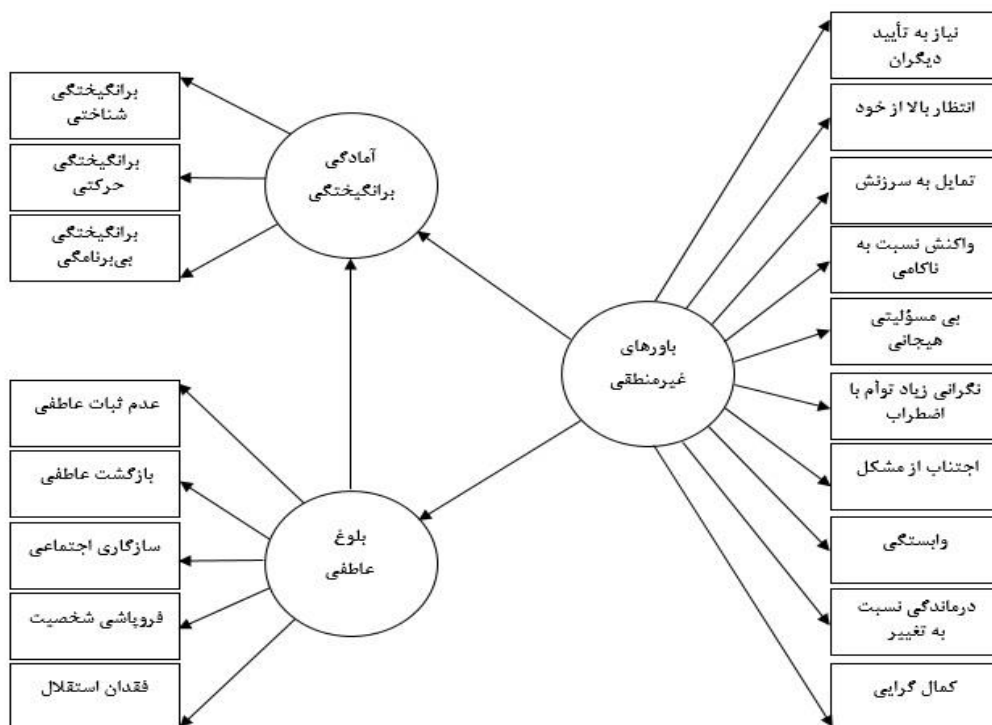 نیاز به تأیید
دیگران
انتظار بالا از خود
تمایل به سرزنش
واکنش نسبت به
ناکامی
بی مسؤلیتی
هیجانی
نگرانی زیاد توأم با
اضطراب
اجتناب از مشکل
وابستگی
درماندگی نسبت
به تغییر
کمال گرایی
باورهای
غیرمنطقی
آمادگی
برانگیختگی
بلوغ
عاطفی
برانگیختگی
شناختی
برانگیختگی
حرکتی
برانگیختگی
بی‌برنامگی
عدم ثبات عاطفی
بازگشت عاطفی
سازگاری اجتماعی
فروپاشی شخصیت
فقدان استقلال